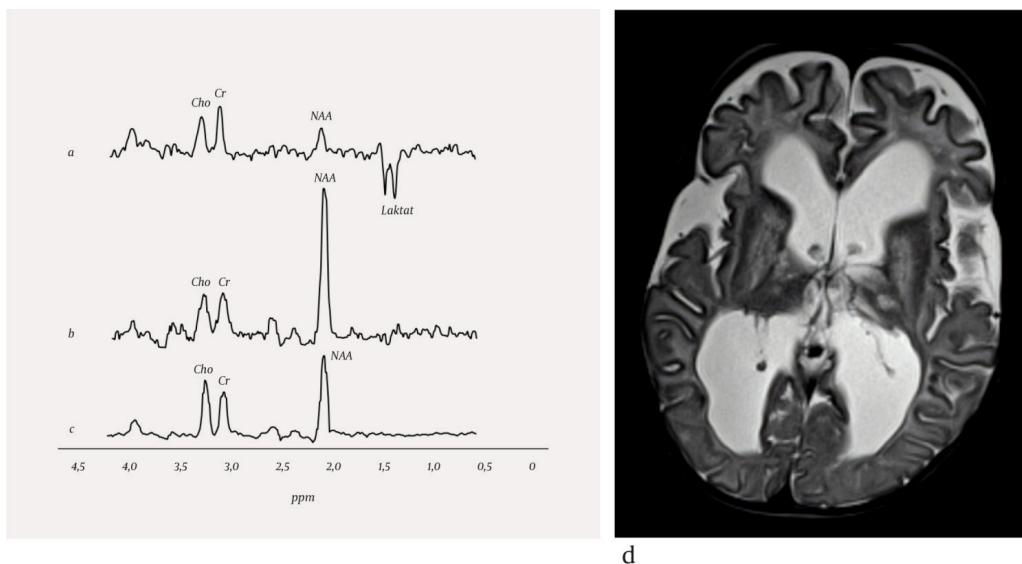 Cho
Cr
NAA
a
Laktat
NAA
Cho
Cr
b
NAA
Cho
Cr
c
4,5 4,0 3,5 3,0 2,5 2,0 1,5 1,0 0,5 0
ppm
d